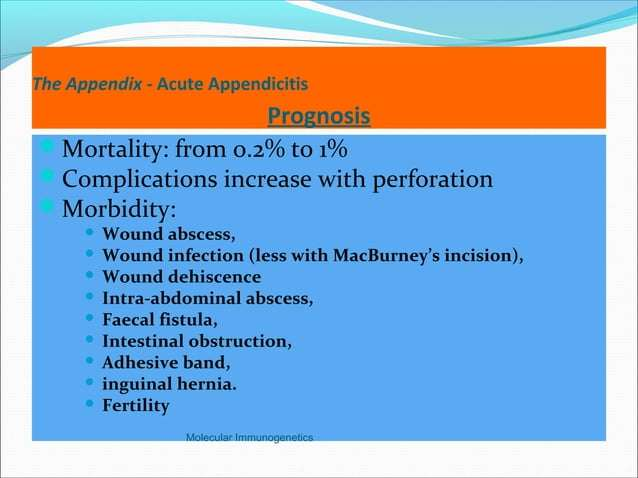 The Appendix - Acute Appendicitis
Prognosis
Mortality: from 0.2% to 1%
Complications increase with perforation
Morbidity:
Wound abscess,
Wound infection (less with MacBurney’s incision),
Wound dehiscence
Intra-abdominal abscess,
Faecal fistula,
Intestinal obstruction,
Adhesive band,
inguinal hernia.
Fertility
Molecular Immunogenetics